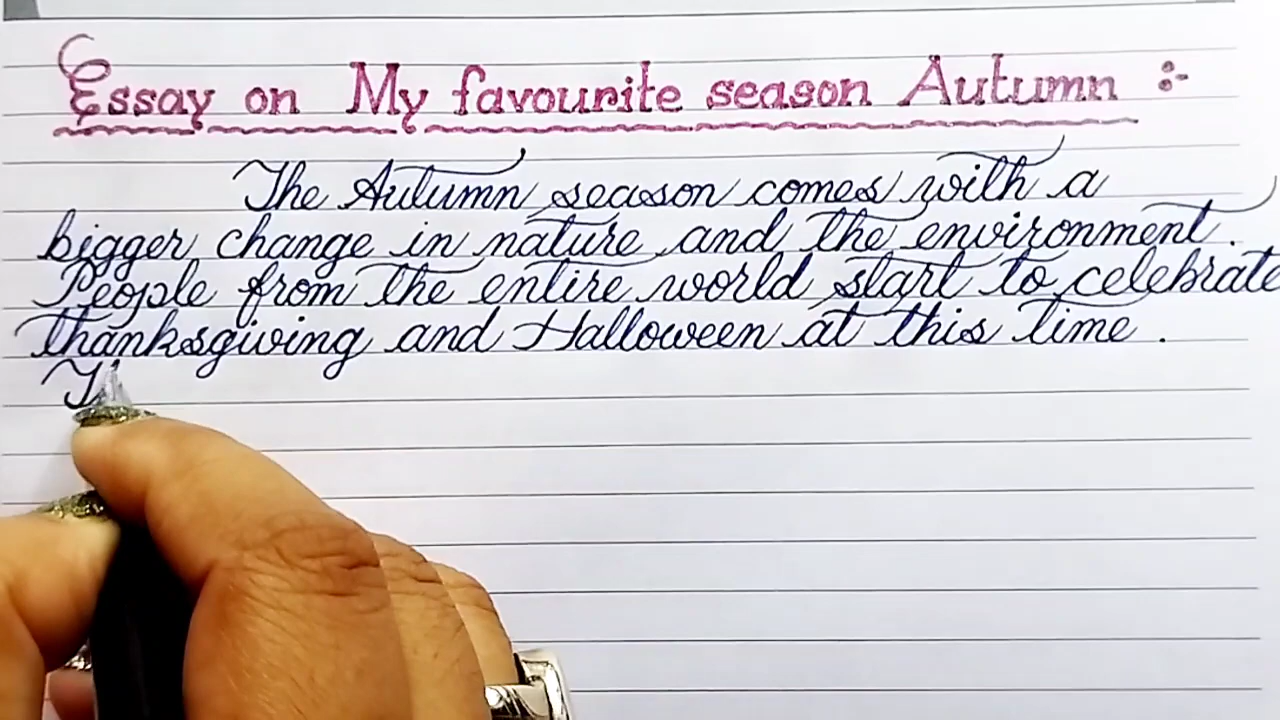 Essay on My favourite season Autumn :-
The Autumn season comes with a
bigger change in nature and the environment.
People from the entire world start to celebrate
thanksgiving and Halloween at this time.